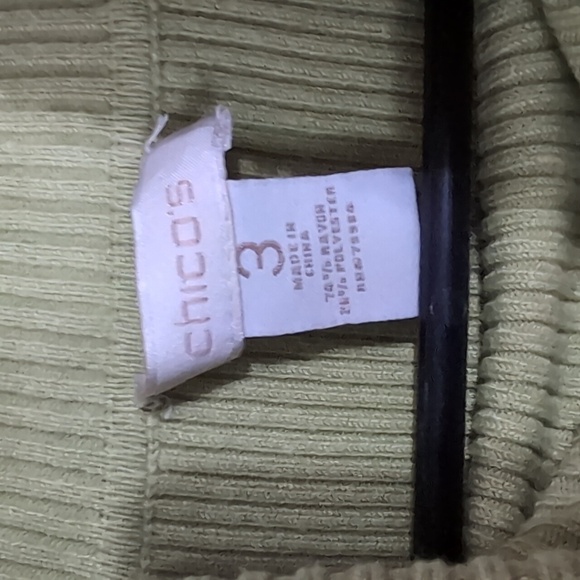 chico's
3
MADE IN
CHINA
74% RAYON
26% POLYESTER